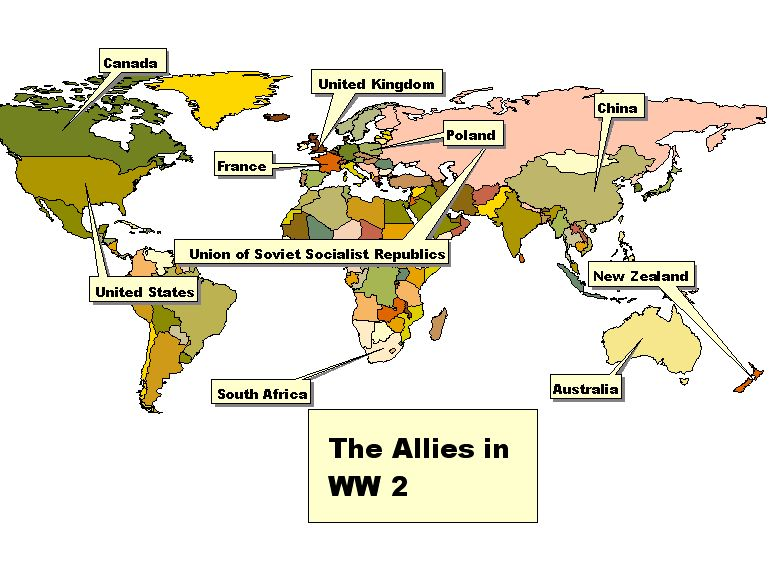 Canada
United Kingdom
China
Poland
France
Union of Soviet Socialist Republics
New Zealand
United States
Australia
South Africa
The Allies in
WW 2